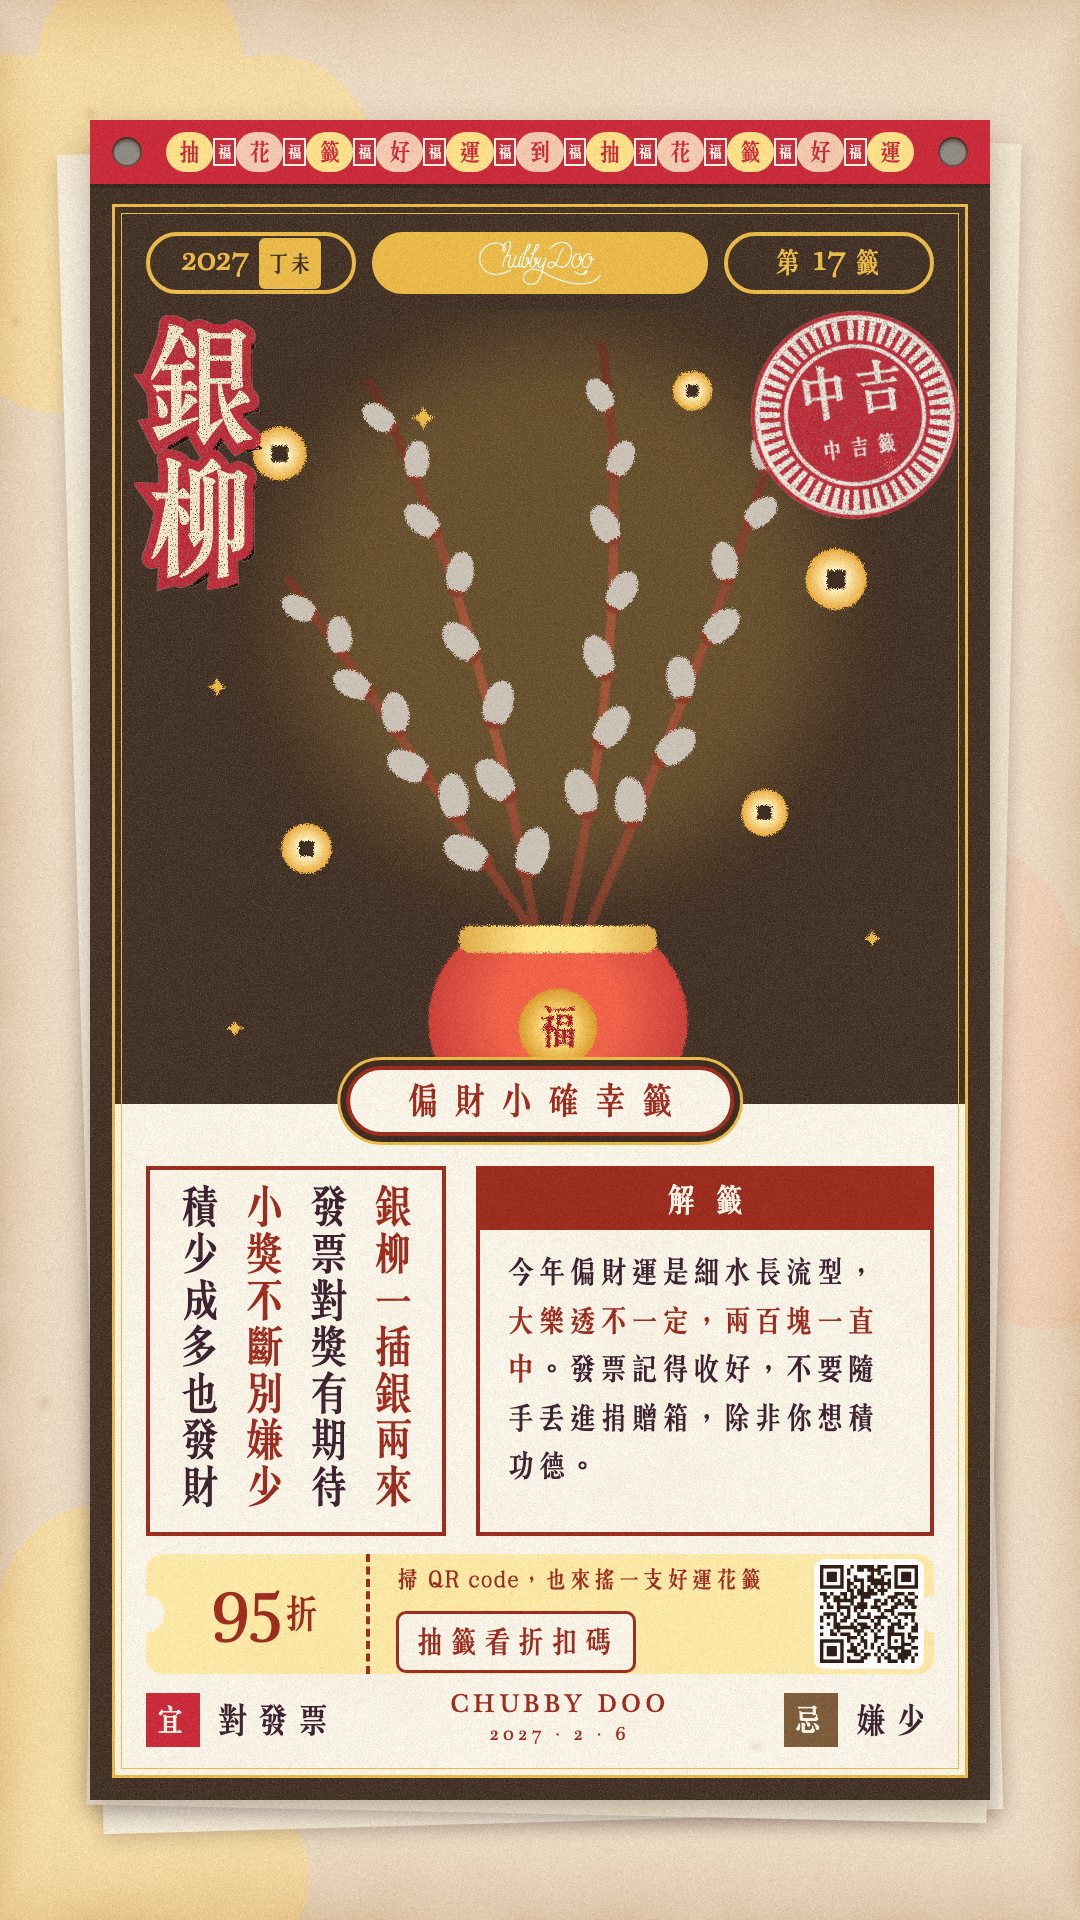 抽福花福籤福好福運福到福抽福花福籤福好福運
2027 丁未
ChubbyDoo
第 17 籤
銀柳
中吉
中吉籤
福
偏財小確幸籤
銀柳一插銀兩來
發票對獎有期待
小獎不斷別嫌少
積少成多也發財
解籤
今年偏財運是細水長流型，
大樂透不一定，兩百塊一直
中。發票記得收好，不要隨
手丟進捐贈箱，除非你想積
功德。
95折
掃 QR code，也來搖一支好運花籤
抽籤看折扣碼
宜 對發票
CHUBBY DOO
2027 · 2 · 6
忌 嫌少